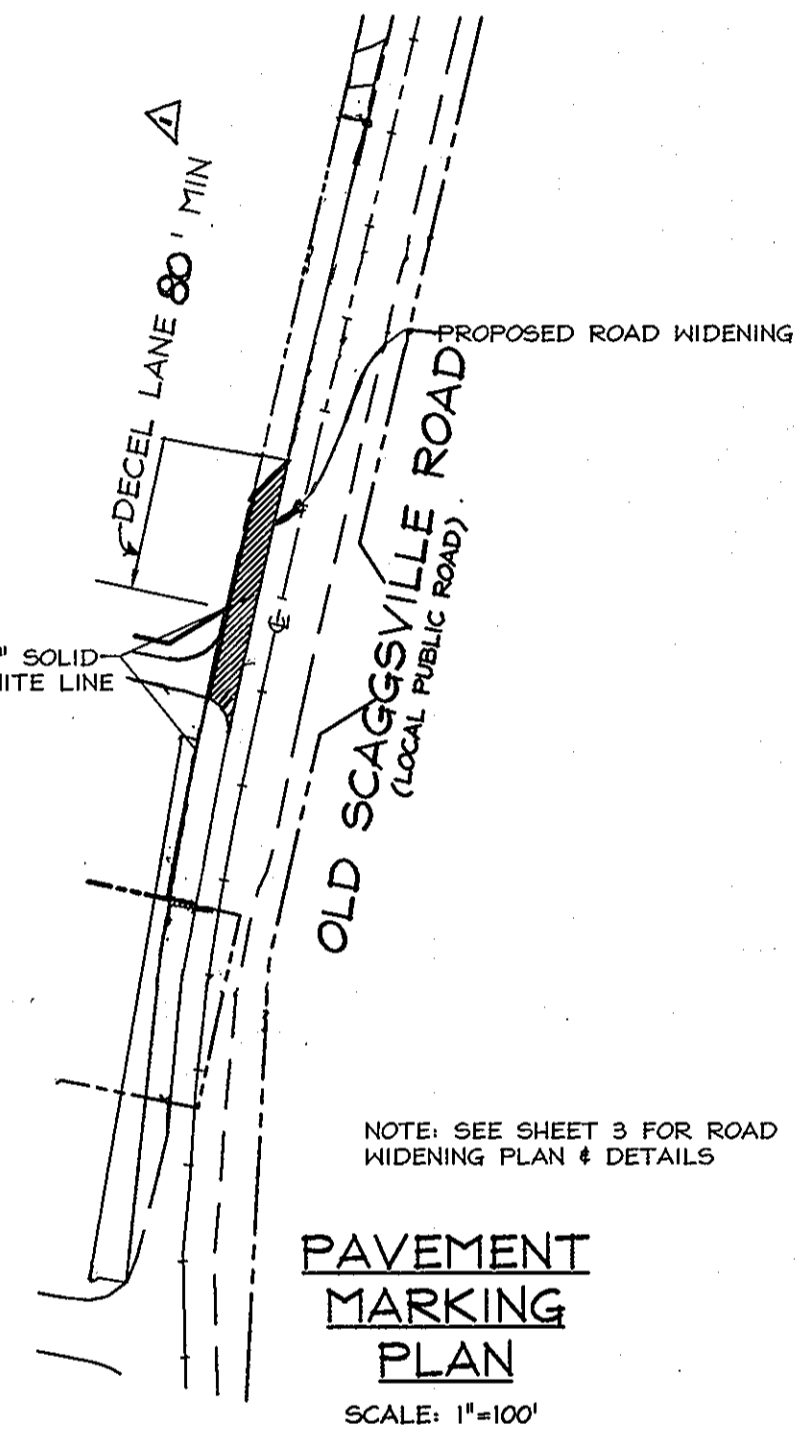 1
DECEL LANE 80' MIN
PROPOSED ROAD WIDENING
" SOLID
ITE LINE
OLD SCAGGSVILLE ROAD
(LOCAL PUBLIC ROAD)
NOTE: SEE SHEET 3 FOR ROAD
WIDENING PLAN & DETAILS
PAVEMENT
MARKING
PLAN
SCALE: 1"=100'